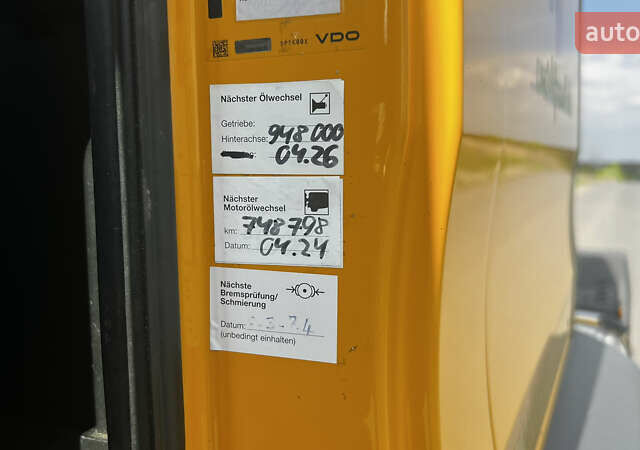 VDO
auto
Nächster Ölwechsel
Getriebe:
Hinterachse: 948 000
04.26
Nächster
Motorölwechsel
km: 748 798
Datum: 04.24
Nächste
Bremsprüfung/
Schmierung
Datum:
(unbedingt einhalten)